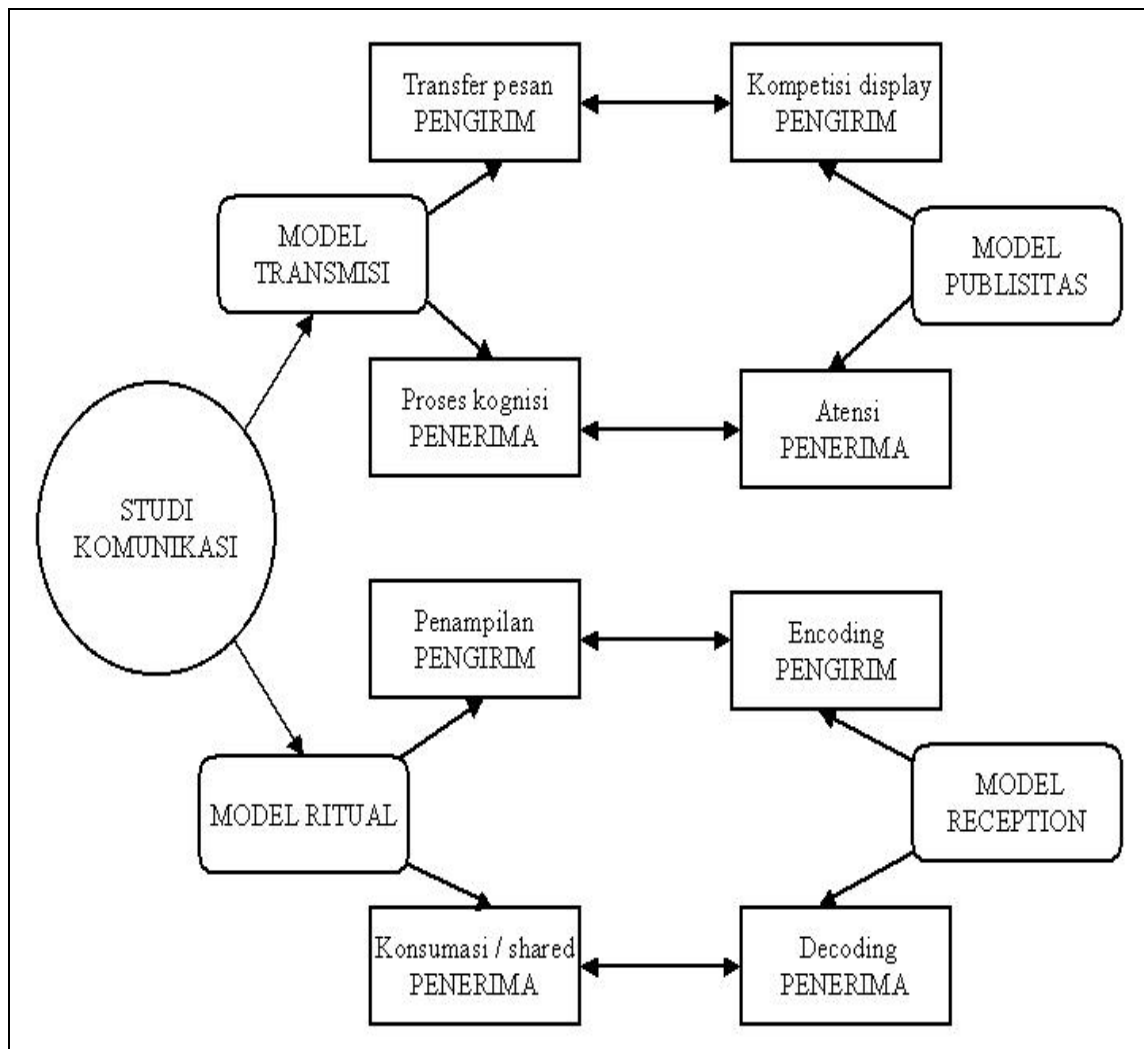 Transfer pesan
PENGIRIM
Kompetisi display
PENGIRIM
MODEL
TRANSMISI
MODEL
PUBLISITAS
Proses kognisi
PENERIMA
Atensi
PENERIMA
STUDI
KOMUNIKASI
Penampilan
PENGIRIM
Encoding
PENGIRIM
MODEL RITUAL
MODEL
RECEPTION
Konsumasi / shared
PENERIMA
Decoding
PENERIMA